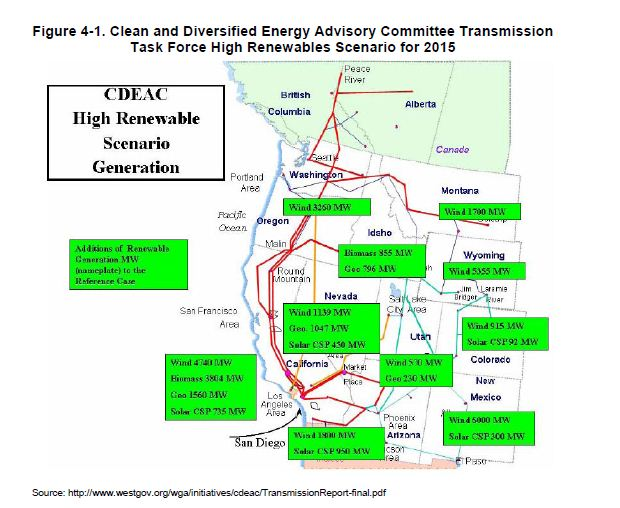 Figure 4-1. Clean and Diversified Energy Advisory Committee Transmission
Task Force High Renewables Scenario for 2015
CDEAC
High Renewable
Scenario
Generation
Peace
River
British
Columbia
Alberta
Canada
Seattle
Portland
Area
Washington
Montana
Wind 3260 MW
Wind 1700 MW
Pacific
Ocean
Oregon
Idaho
Malin
Additions of Renewable
Generation MW
(nameplate) to the
Reference Case
Biomass 855 MW
Geo 796 MW
Wyoming
Wind 5355 MW
Round
Mountain
Jim
Bridger
Laramie
River
Nevada
Salt Lake
City Area
San Francisco
Area
Wind 1139 MW
Geo. 1047 MW
Solar CSP 430 MW
Utah
Wind 915 MW
Solar CSP 92 MW
Colorado
Wind 4740 MW
Biomass 3804 MW
Geo 1560 MW
Solar CSP 735 MW
California
Area
Market
Place
Geo 230 MW
New
Mexico
Los
Angeles
Area
San Diego
Phoenix
Area
Arizona
Wind 6000 MW
Solar CSP 300 MW
Wind 1800 MW
Solar CSP 950 MW
El Paso
Source: http://www.westgov.org/wga/initiatives/cdeac/TransmissionReport-final.pdf